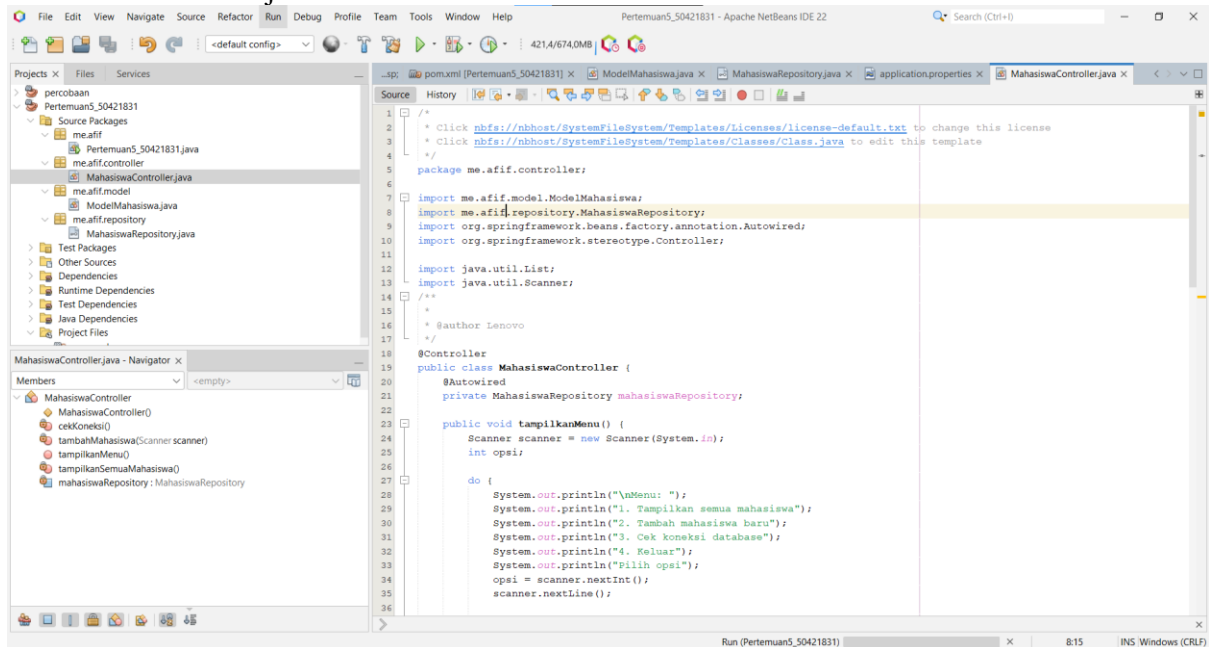 File Edit View Navigate Source Refactor Run Debug Profile Team Tools Window Help Pertemuan5_50421831 - Apache NetBeans IDE 22 Search (Ctrl+I)
<default config> 421,4/674,0MB
Projects Files Services
percobaan
Pertemuan5_50421831
Source Packages
me.afif
Pertemuan5_50421831.java
me.afif.controller
MahasiswaController.java
me.afif.model
ModelMahasiswa.java
me.afif.repository
MahasiswaRepository.java
Test Packages
Other Sources
Dependencies
Runtime Dependencies
Test Dependencies
Java Dependencies
Project Files
MahasiswaController.java - Navigator
Members <empty>
MahasiswaController
MahasiswaController()
cekKoneksi()
tambahMahasiswa(Scanner scanner)
tampilkanMenu()
tampilkanSemuaMahasiswa()
mahasiswaRepository : MahasiswaRepository
...sp; pom.xml [Pertemuan5_50421831] ModelMahasiswa.java MahasiswaRepository.java application.properties MahasiswaController.java
Source History
1 /*
2 * Click nbfs://nbhost/SystemFileSystem/Templates/Licenses/license-default.txt to change this license
3 * Click nbfs://nbhost/SystemFileSystem/Templates/Classes/Class.java to edit this template
4 */
5 package me.afif.controller;
6
7 import me.afif.model.ModelMahasiswa;
8 import me.afif.repository.MahasiswaRepository;
9 import org.springframework.beans.factory.annotation.Autowired;
10 import org.springframework.stereotype.Controller;
11
12 import java.util.List;
13 import java.util.Scanner;
14 /**
15 *
16 * @author Lenovo
17 */
18 @Controller
19 public class MahasiswaController {
20 @Autowired
21 private MahasiswaRepository mahasiswaRepository;
22
23 public void tampilkanMenu() {
24 Scanner scanner = new Scanner(System.in);
25 int opsi;
26
27 do {
28 System.out.println("\nMenu: ");
29 System.out.println("1. Tampilkan semua mahasiswa");
30 System.out.println("2. Tambah mahasiswa baru");
31 System.out.println("3. Cek koneksi database");
32 System.out.println("4. Keluar");
33 System.out.println("Pilih opsi");
34 opsi = scanner.nextInt();
35 scanner.nextLine();
36
Run (Pertemuan5_50421831) 8:15 INS Windows (CRLF)